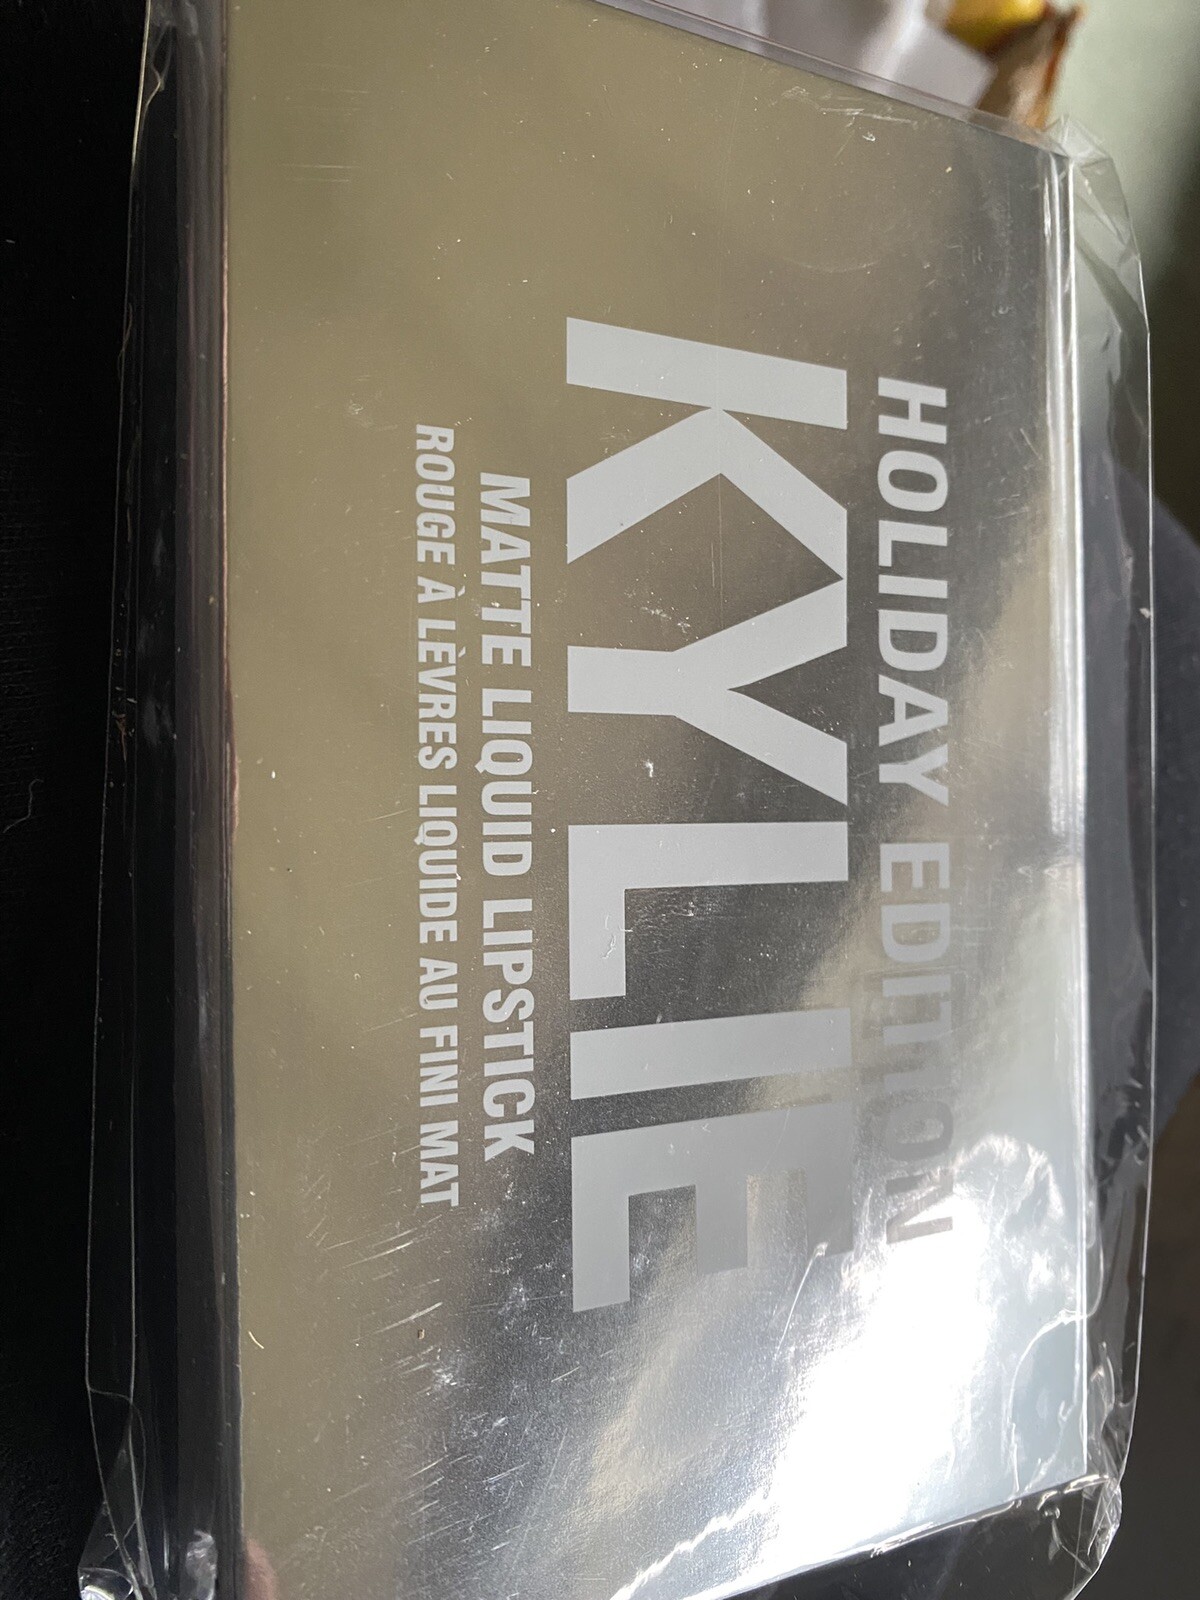 HOLIDAY EDITION
KYLIE
MATTE LIQUID LIPSTICK
ROUGE À LÈVRES LIQUIDE AU FINI MAT